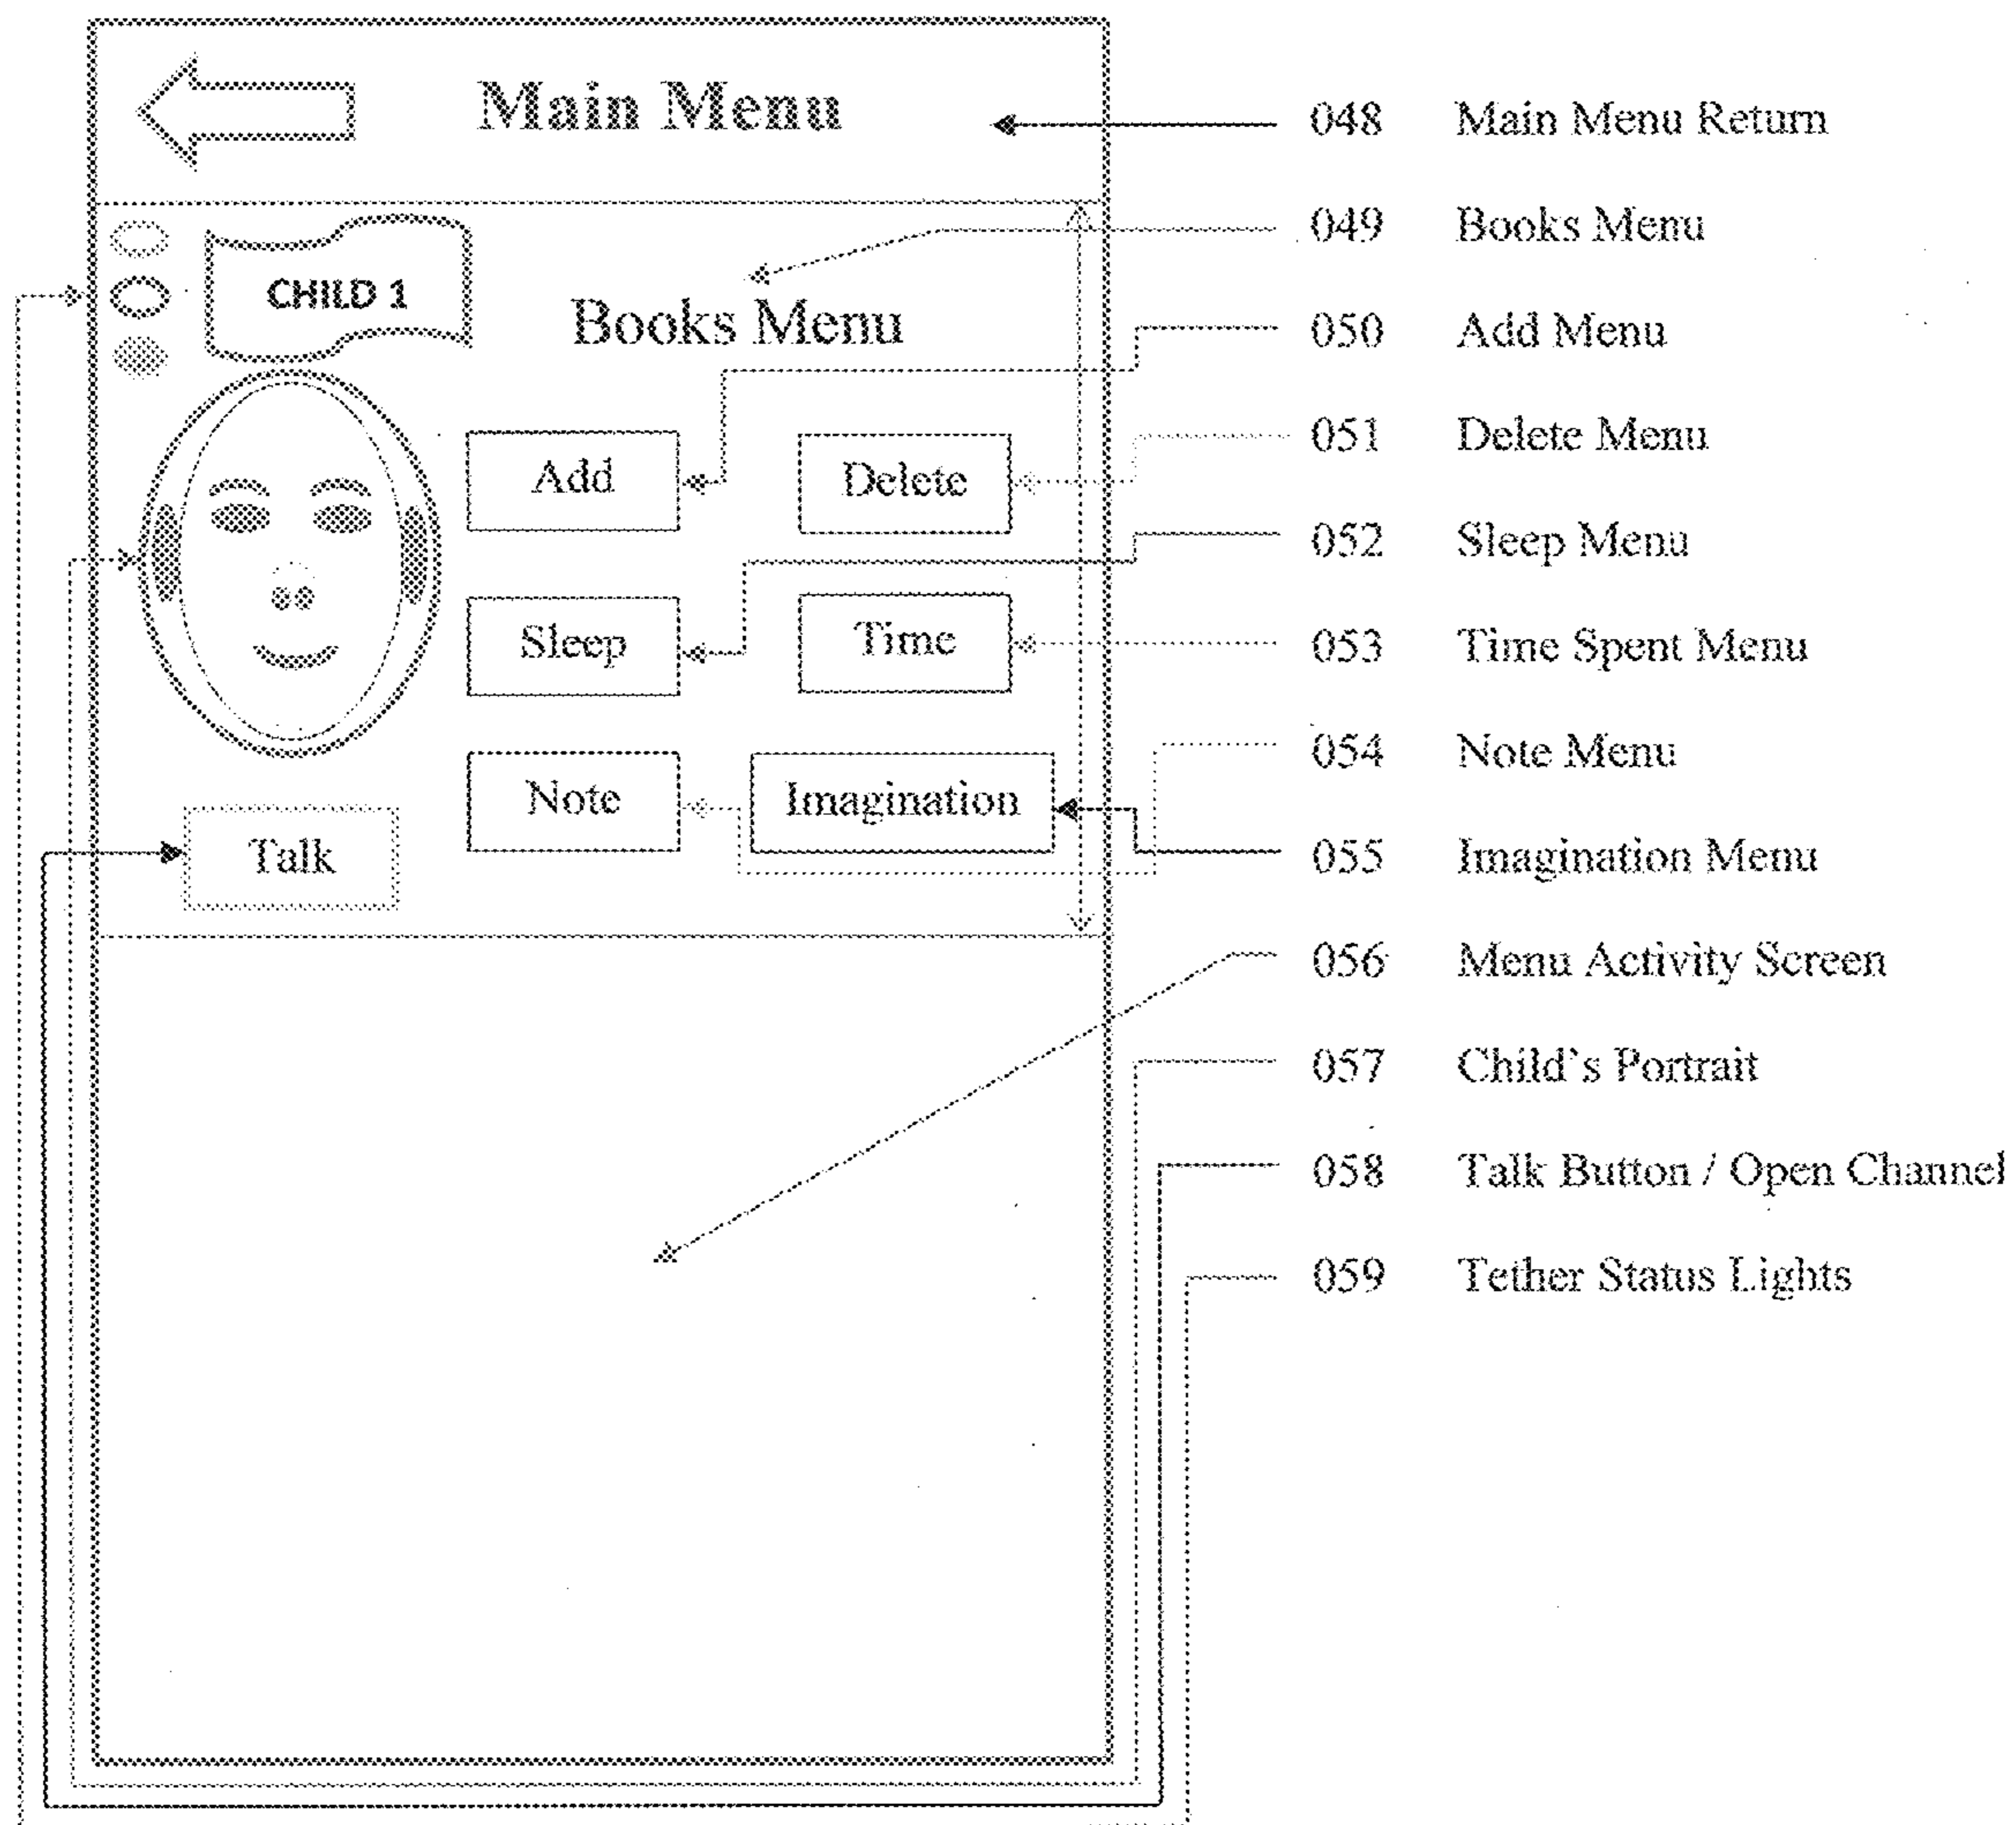 Main Menu
048 Main Menu Return
049 Books Menu
CHILD 1
Books Menu
050 Add Menu
051 Delete Menu
Add
Delete
052 Sleep Menu
Sleep
Time
053 Time Spent Menu
054 Note Menu
Note
Imagination
Talk
055 Imagination Menu
056 Menu Activity Screen
057 Child's Portrait
058 Talk Button / Open Channel
059 Tether Status Lights